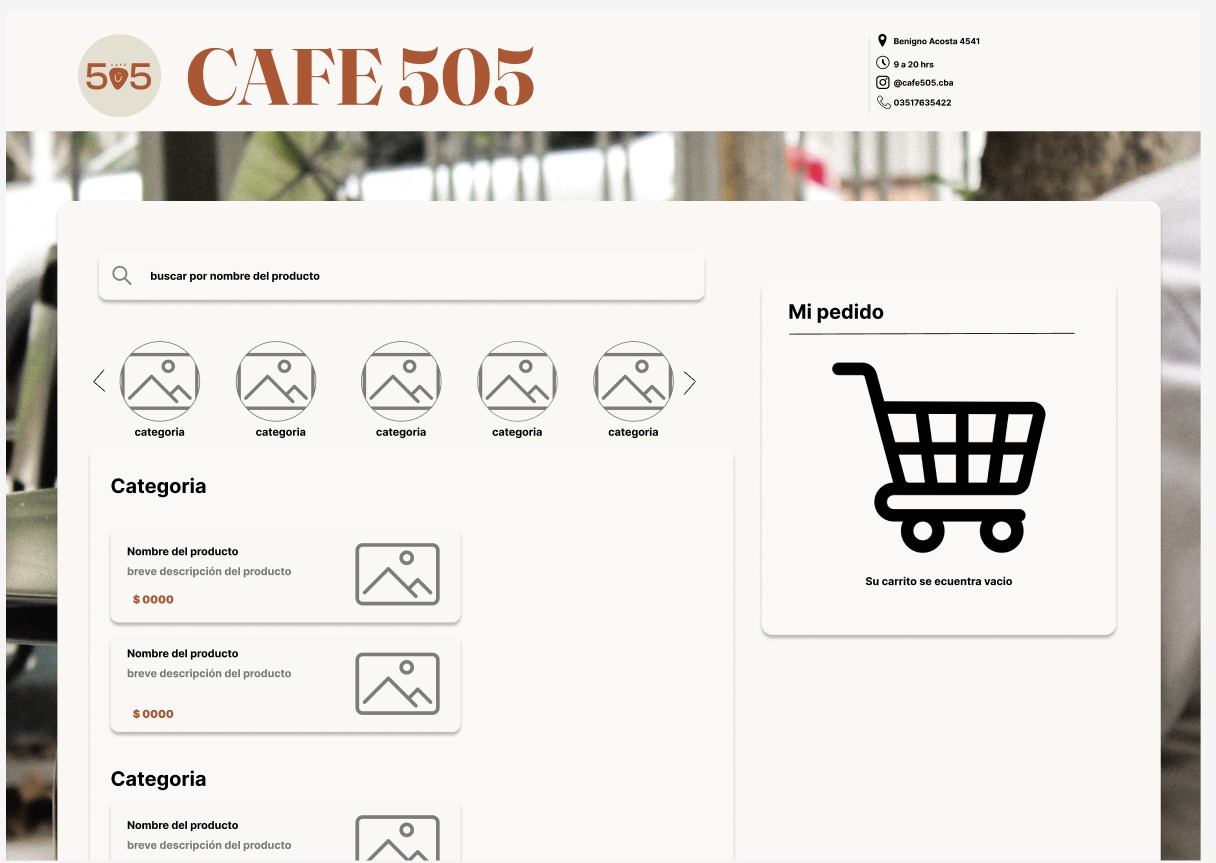 CAFE
505
CAFE 505
Benigno Acosta 4541
9 a 20 hrs
@cafe505.cba
03517635422
buscar por nombre del producto
categoria categoria categoria categoria categoria
Categoria
Nombre del producto
breve descripción del producto
$ 0000
Nombre del producto
breve descripción del producto
$ 0000
Categoria
Nombre del producto
breve descripción del producto
Mi pedido
Su carrito se ecuentra vacio